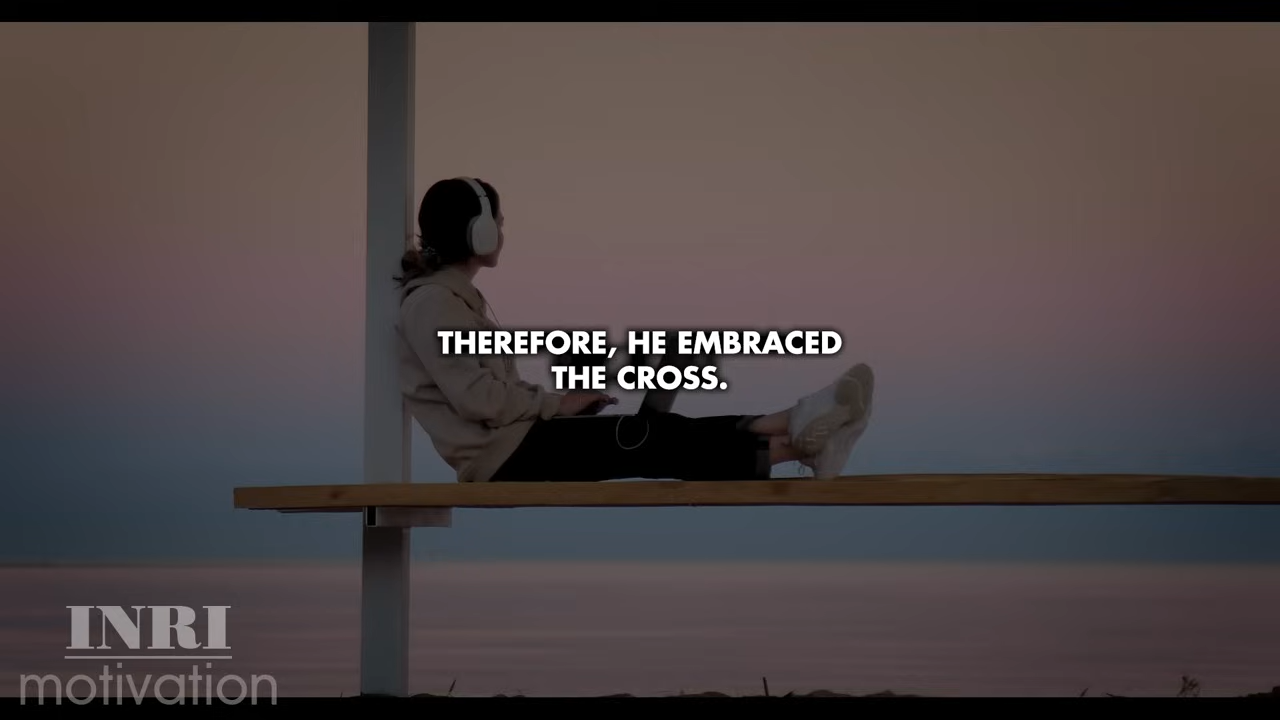 THEREFORE, HE EMBRACED
THE CROSS.
INRI
motivation